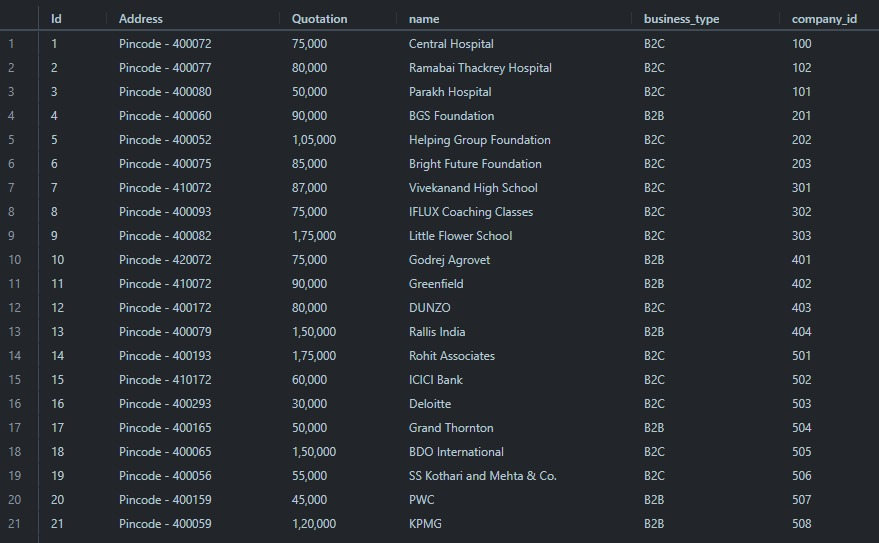 Id Address Quotation name business_type company_id
1 1 Pincode - 400072 75,000 Central Hospital B2C 100
2 2 Pincode - 400077 80,000 Ramabai Thackrey Hospital B2C 102
3 3 Pincode - 400080 50,000 Parakh Hospital B2C 101
4 4 Pincode - 400060 90,000 BGS Foundation B2B 201
5 5 Pincode - 400052 1,05,000 Helping Group Foundation B2C 202
6 6 Pincode - 400075 85,000 Bright Future Foundation B2C 203
7 7 Pincode - 410072 87,000 Vivekanand High School B2C 301
8 8 Pincode - 400093 75,000 IFLUX Coaching Classes B2C 302
9 9 Pincode - 400082 1,75,000 Little Flower School B2C 303
10 10 Pincode - 420072 75,000 Godrej Agrovet B2B 401
11 11 Pincode - 410072 90,000 Greenfield B2B 402
12 12 Pincode - 400172 80,000 DUNZO B2C 403
13 13 Pincode - 400079 1,50,000 Rallis India B2B 404
14 14 Pincode - 400193 1,75,000 Rohit Associates B2C 501
15 15 Pincode - 410172 60,000 ICICI Bank B2C 502
16 16 Pincode - 400293 30,000 Deloitte B2C 503
17 17 Pincode - 400165 50,000 Grand Thornton B2B 504
18 18 Pincode - 400065 1,50,000 BDO International B2C 505
19 19 Pincode - 400056 55,000 SS Kothari and Mehta & Co. B2C 506
20 20 Pincode - 400159 45,000 PWC B2B 507
21 21 Pincode - 400059 1,20,000 KPMG B2B 508